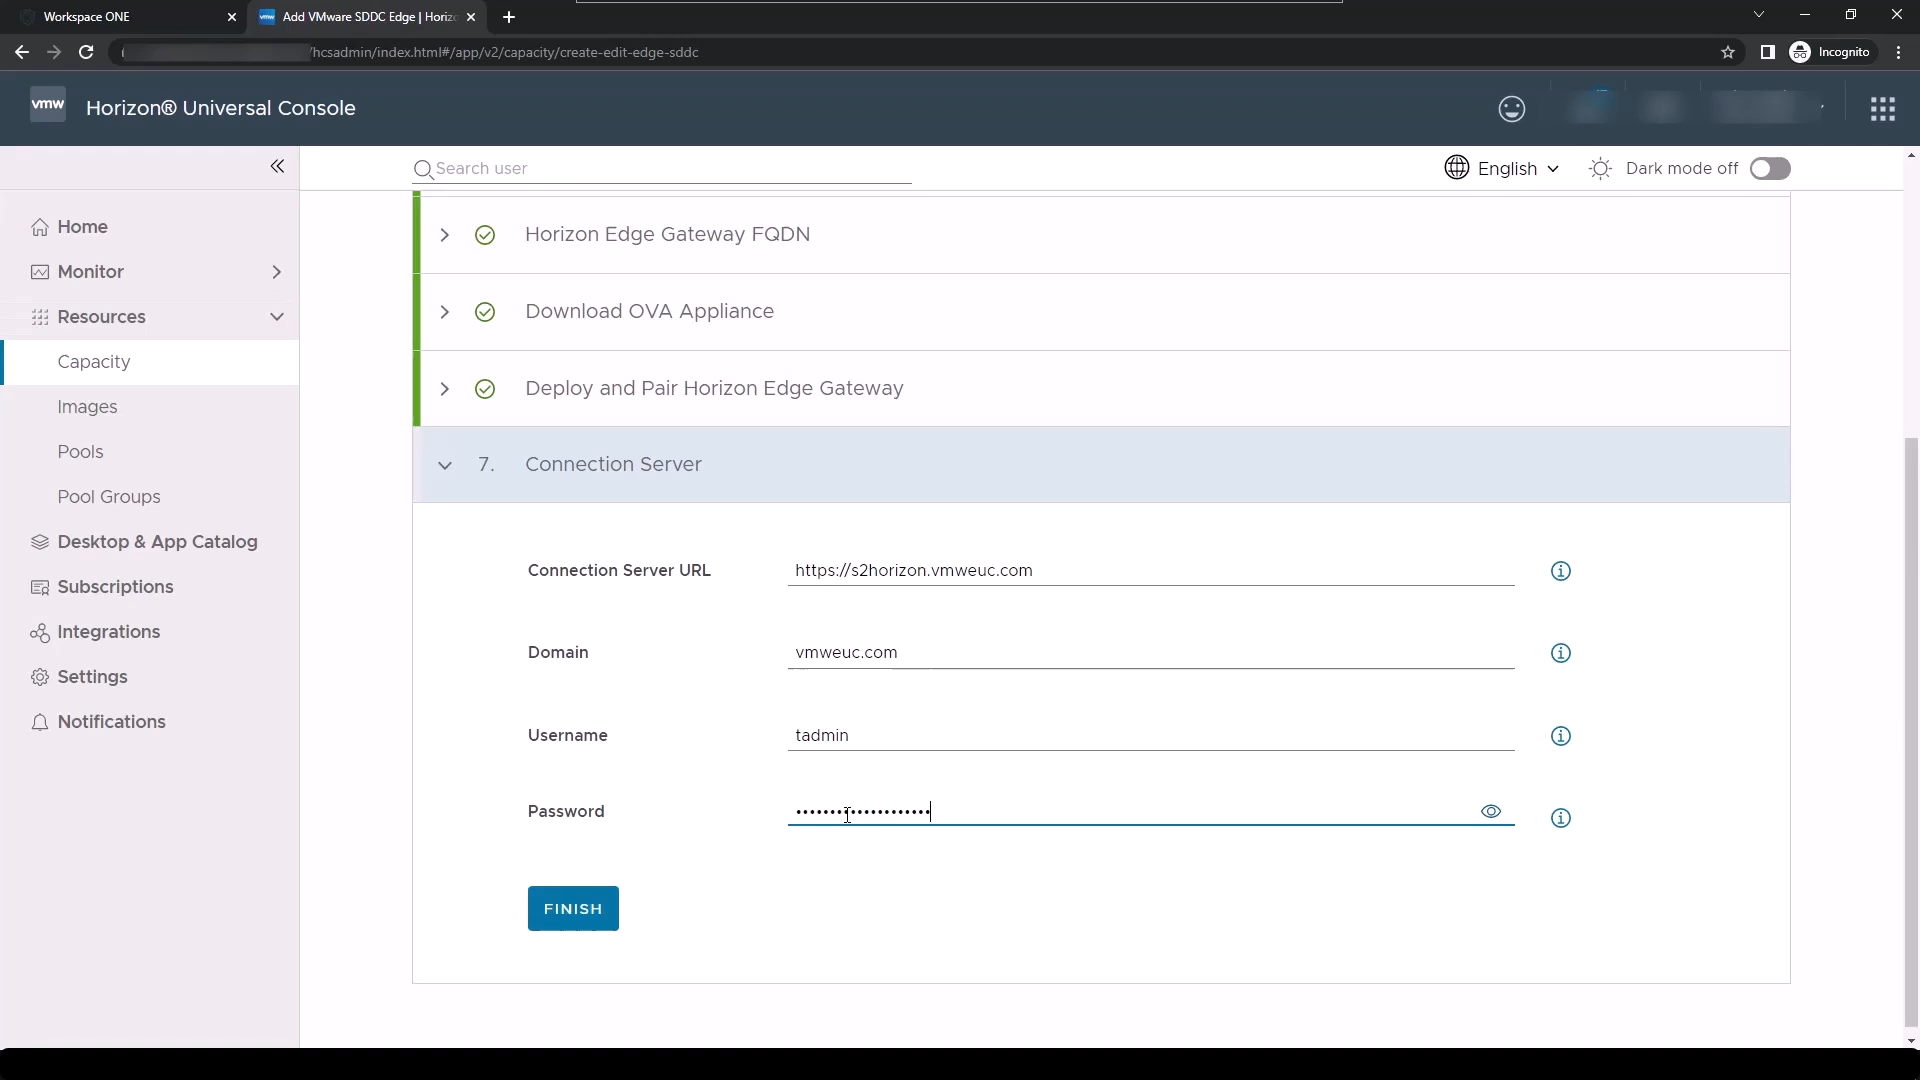 Workspace ONE
Add VMware SDDC Edge | Horiz
/hcsadmin/index.html#/app/v2/capacity/create-edit-edge-sddc
Incognito
vmw
Horizon® Universal Console
Search user
English
Dark mode off
Home
Monitor
Resources
Capacity
Images
Pools
Pool Groups
Desktop & App Catalog
Subscriptions
Integrations
Settings
Notifications
Horizon Edge Gateway FQDN
Download OVA Appliance
Deploy and Pair Horizon Edge Gateway
7. Connection Server
Connection Server URL https://s2horizon.vmweuc.com
Domain vmweuc.com
Username tadmin
Password ••••••••••••••••••••
FINISH